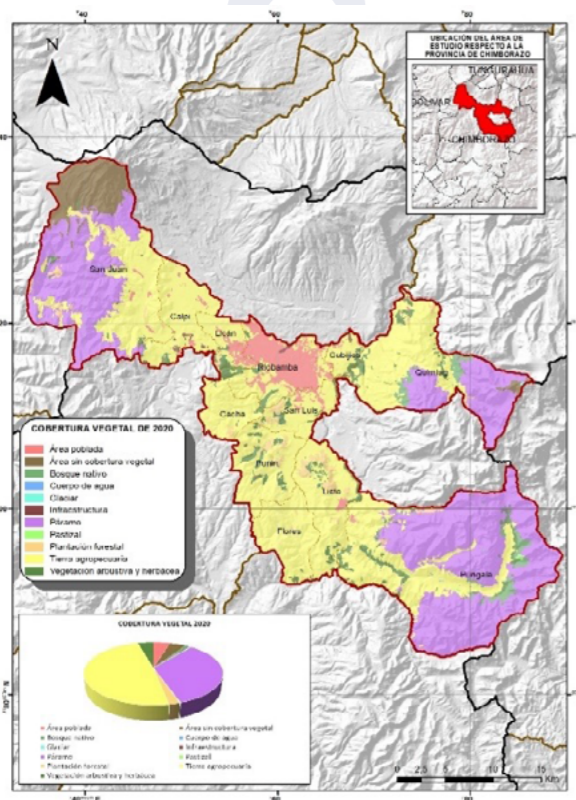 UBICACIÓN DEL ÁREA DE
ESTUDIO RESPECTO A LA
PROVINCIA DE CHIMBORAZO
TUNGURAHUA
BOLIVAR
CHIMBORAZO
N
San Juan
Calpi
Licán
Riobamba
Cubijíes
Quimiag
Cacha
San Luis
Punín
Licto
Flores
Pungalá
COBERTURA VEGETAL DE 2020
Área poblada
Área sin cobertura vegetal
Bosque nativo
Cuerpo de agua
Glaciar
Infraestructura
Páramo
Pastizal
Plantación forestal
Tierra agropecuaria
Vegetación arbustiva y herbácea
COBERTURA VEGETAL 2020
Área poblada
Área sin cobertura vegetal
Bosque nativo
Cuerpo de agua
Glaciar
Infraestructura
Páramo
Pastizal
Plantación forestal
Tierra agropecuaria
Vegetación arbustiva y herbácea
0 2,5 5 10 15
Km